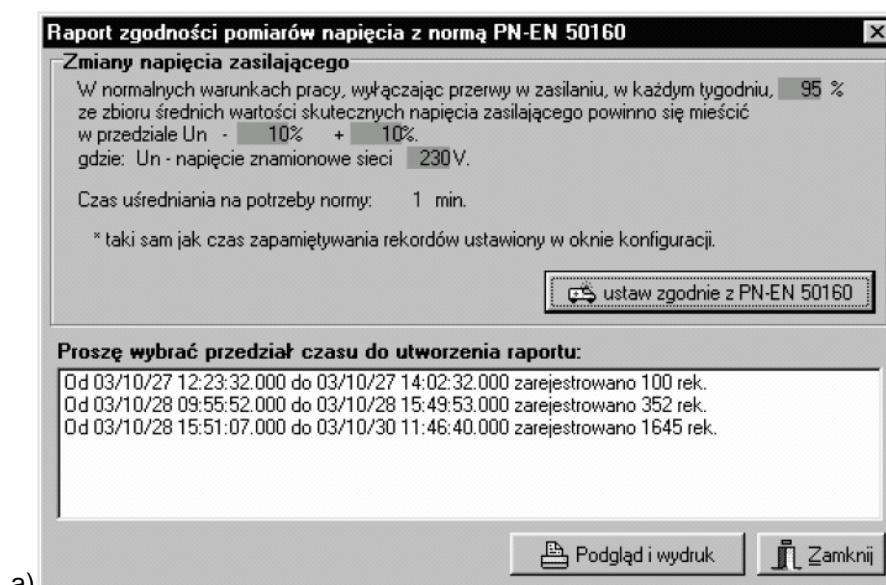 Raport zgodności pomiarów napięcia z normą PN-EN 50160
Zmiany napięcia zasilającego
W normalnych warunkach pracy, wyłączając przerwy w zasilaniu, w każdym tygodniu, 95 %
ze zbioru średnich wartości skutecznych napięcia zasilającego powinno się mieścić
w przedziale Un - 10% + 10%.
gdzie: Un - napięcie znamionowe sieci 230 V.
Czas uśredniania na potrzeby normy: 1 min.
* taki sam jak czas zapamiętywania rekordów ustawiony w oknie konfiguracji.
ustaw zgodnie z PN-EN 50160
Proszę wybrać przedział czasu do utworzenia raportu:
Od 03/10/27 12:23:32.000 do 03/10/27 14:02:32.000 zarejestrowano 100 rek.
Od 03/10/28 09:55:52.000 do 03/10/28 15:49:53.000 zarejestrowano 352 rek.
Od 03/10/28 15:51:07.000 do 03/10/30 11:46:40.000 zarejestrowano 1645 rek.
Podgląd i wydruk Zamknij
a)